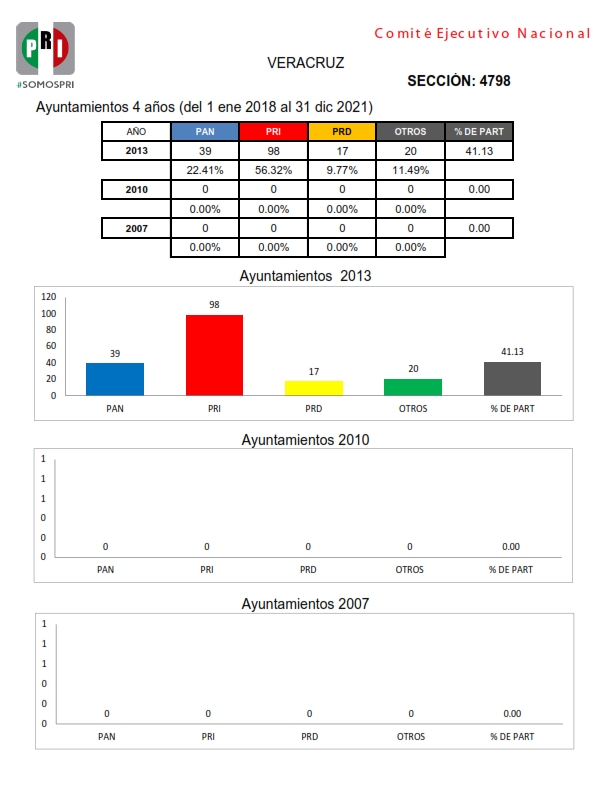 Comité Ejecutivo Nacional
PRI
#SOMOSPRI
VERACRUZ
SECCIÓN: 4798
Ayuntamientos 4 años (del 1 ene 2018 al 31 dic 2021)
AÑO PAN PRI PRD OTROS % DE PART
2013 39 98 17 20 41.13
22.41% 56.32% 9.77% 11.49%
2010 0 0 0 0 0.00
0.00% 0.00% 0.00% 0.00%
2007 0 0 0 0 0.00
0.00% 0.00% 0.00% 0.00%
Ayuntamientos 2013
120
100
80
60
40
20
0
39
98
17
20
41.13
PAN PRI PRD OTROS % DE PART
Ayuntamientos 2010
1
1
1
0
0
0
0 0 0 0 0.00
PAN PRI PRD OTROS % DE PART
Ayuntamientos 2007
1
1
1
0
0
0
0 0 0 0 0.00
PAN PRI PRD OTROS % DE PART